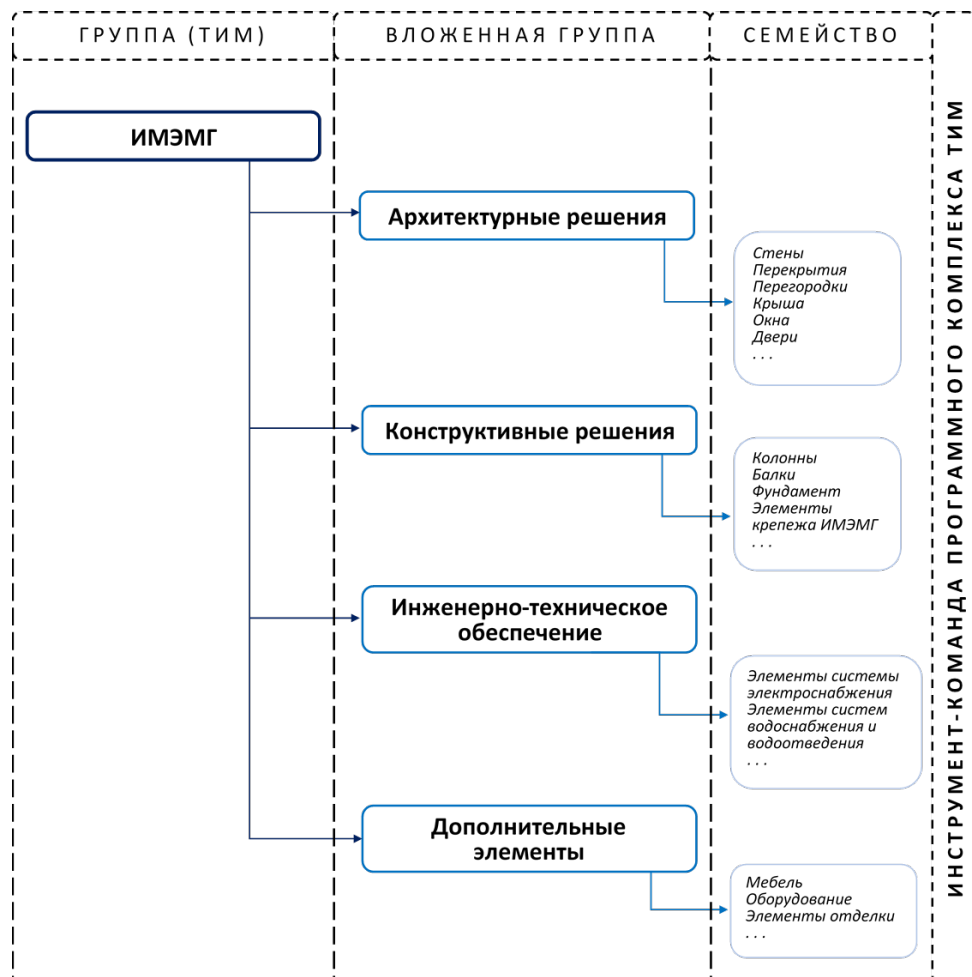 ГРУППА (ТИМ)
ВЛОЖЕННАЯ ГРУППА
СЕМЕЙСТВО
ИМЭМГ
Архитектурные решения
Стены
Перекрытия
Перегородки
Крыша
Окна
Двери
. . .
Конструктивные решения
Колонны
Балки
Фундамент
Элементы
крепежа ИМЭМГ
. . .
Инженерно-техническое
обеспечение
Элементы системы
электроснабжения
Элементы систем
водоснабжения и
водоотведения
. . .
Дополнительные
элементы
Мебель
Оборудование
Элементы отделки
. . .
ИНСТРУМЕНТ-КОМАНДА ПРОГРАММНОГО КОМПЛЕКСА ТИМ